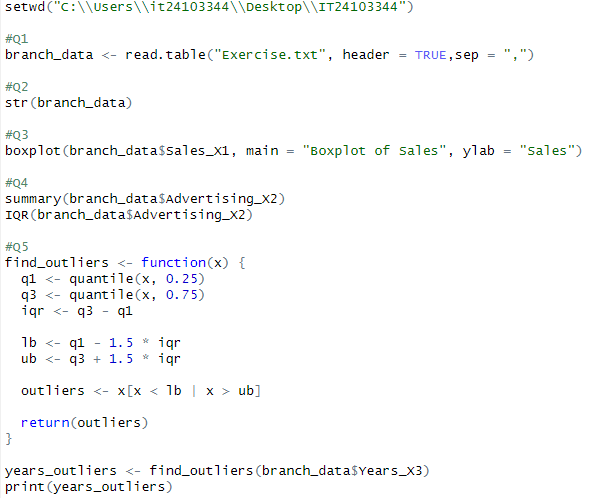 setwd("C:\\Users\\it24103344\\Desktop\\IT24103344")
#Q1
branch_data <- read.table("Exercise.txt", header = TRUE,sep = ",")
#Q2
str(branch_data)
#Q3
boxplot(branch_data$Sales_X1, main = "Boxplot of Sales", ylab = "Sales")
#Q4
summary(branch_data$Advertising_X2)
IQR(branch_data$Advertising_X2)
#Q5
find_outliers <- function(x) {
  q1 <- quantile(x, 0.25)
  q3 <- quantile(x, 0.75)
  iqr <- q3 - q1
  lb <- q1 - 1.5 * iqr
  ub <- q3 + 1.5 * iqr
  outliers <- x[x < lb | x > ub]
  return(outliers)
}
years_outliers <- find_outliers(branch_data$Years_X3)
print(years_outliers)